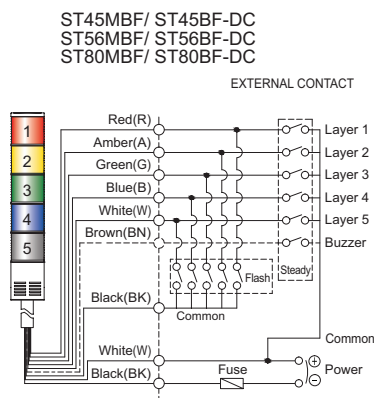 ST45MBF/ ST45BF-DC
ST56MBF/ ST56BF-DC
ST80MBF/ ST80BF-DC
EXTERNAL CONTACT
Red(R)
Layer 1
Amber(A)
Layer 2
Green(G)
Layer 3
Blue(B)
Layer 4
White(W)
Layer 5
Brown(BN)
Buzzer
1
2
3
4
5
Flash
Steady
Black(BK)
Common
Common
White(W)
Black(BK)
Fuse
Power